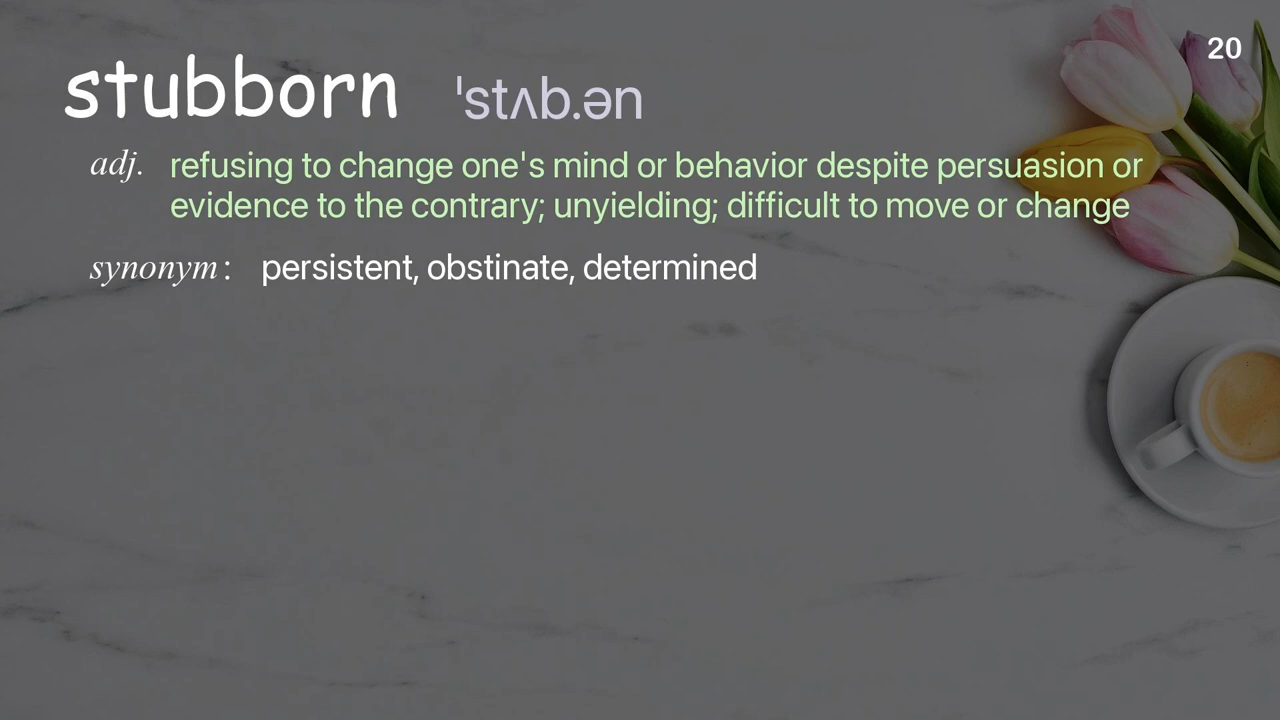 20
stubborn ˈstʌb.ən
adj. refusing to change one's mind or behavior despite persuasion or
evidence to the contrary; unyielding; difficult to move or change
synonym: persistent, obstinate, determined